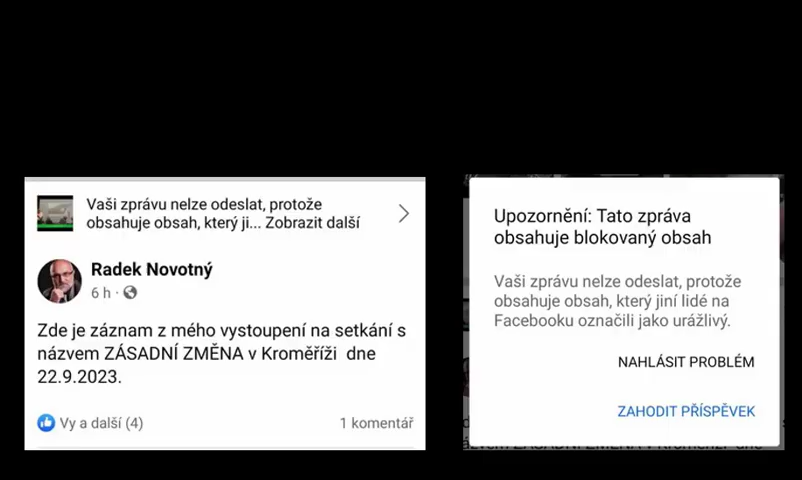 Vaši zprávu nelze odeslat, protože
obsahuje obsah, který ji... Zobrazit další
Radek Novotný
6 h ·
Zde je záznam z mého vystoupení na setkání s
názvem ZÁSADNÍ ZMĚNA v Kroměříži dne
22.9.2023.
Vy a další (4)
1 komentář
Upozornění: Tato zpráva
obsahuje blokovaný obsah
Vaši zprávu nelze odeslat, protože
obsahuje obsah, který jiní lidé na
Facebooku označili jako urážlivý.
NAHLÁSIT PROBLÉM
ZAHODIT PŘÍSPĚVEK